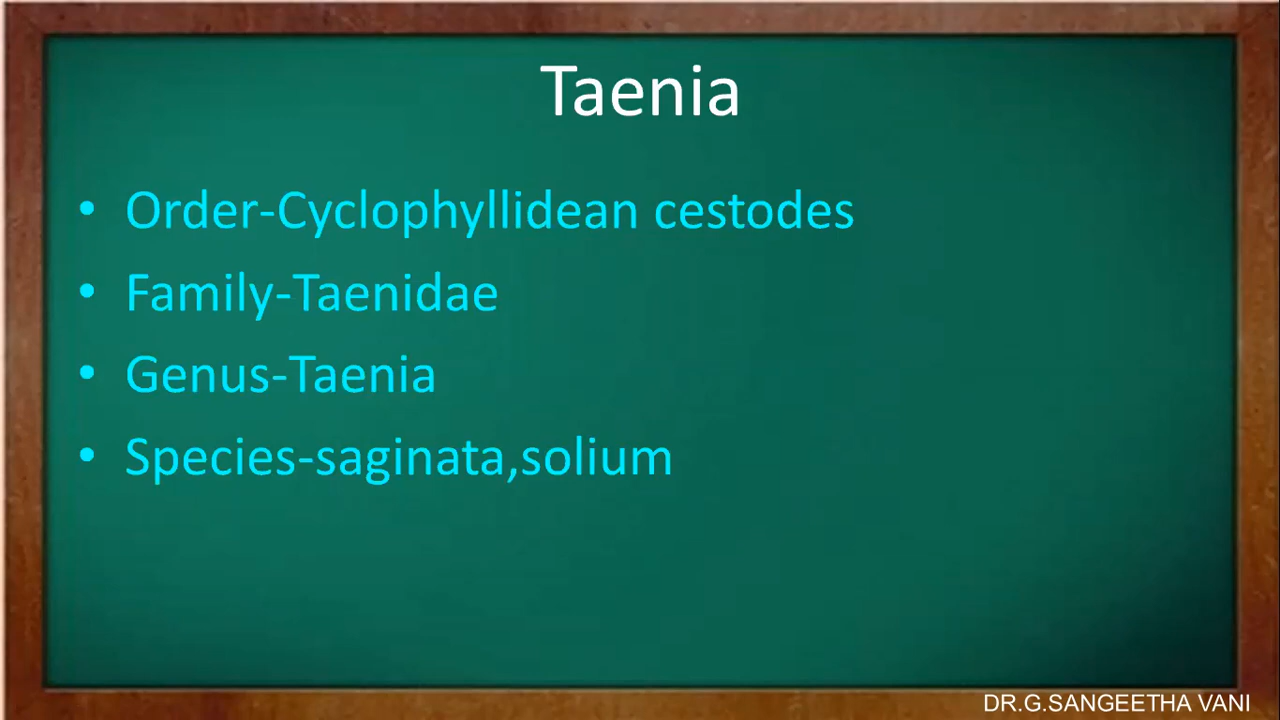 Taenia
• Order-Cyclophyllidean cestodes
• Family-Taenidae
• Genus-Taenia
• Species-saginata,solium
DR.G.SANGEETHA VANI